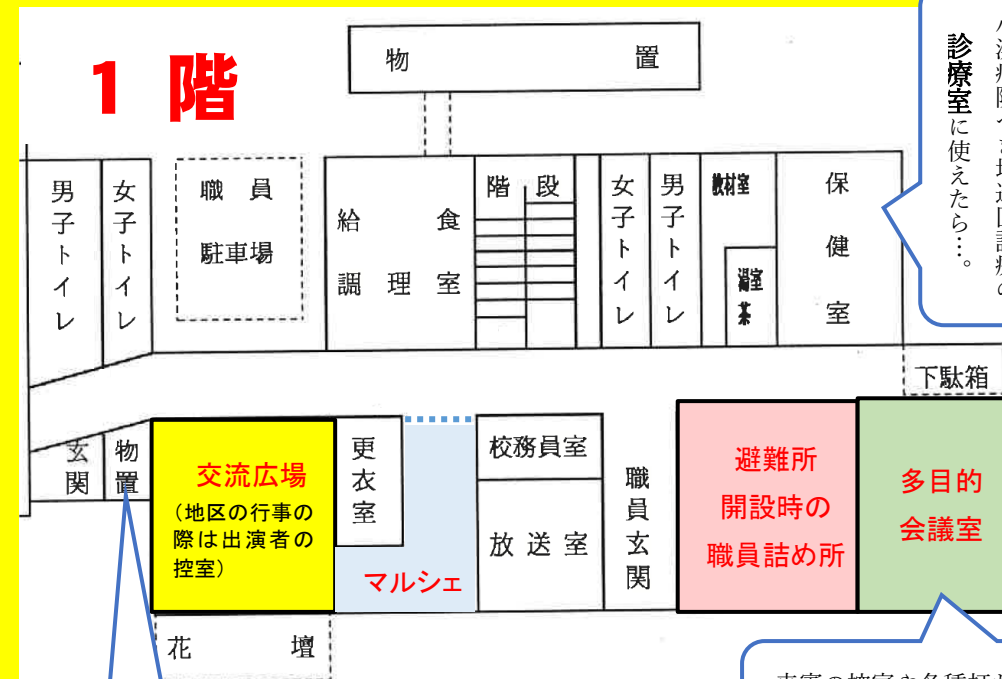 1 階
物 置
男子トイレ
女子トイレ
職 員
駐車場
給 食
調 理 室
階 段
女子トイレ
男子トイレ
教材室
湯茶室
保健室
診療室に使えたら…。
下駄箱
玄関
物置
交流広場
(地区の行事の
際は出演者の
控室)
更衣室
マルシェ
校務員室
放 送 室
職員玄関
避難所
開設時の
職員詰め所
多目的
会議室
花 壇